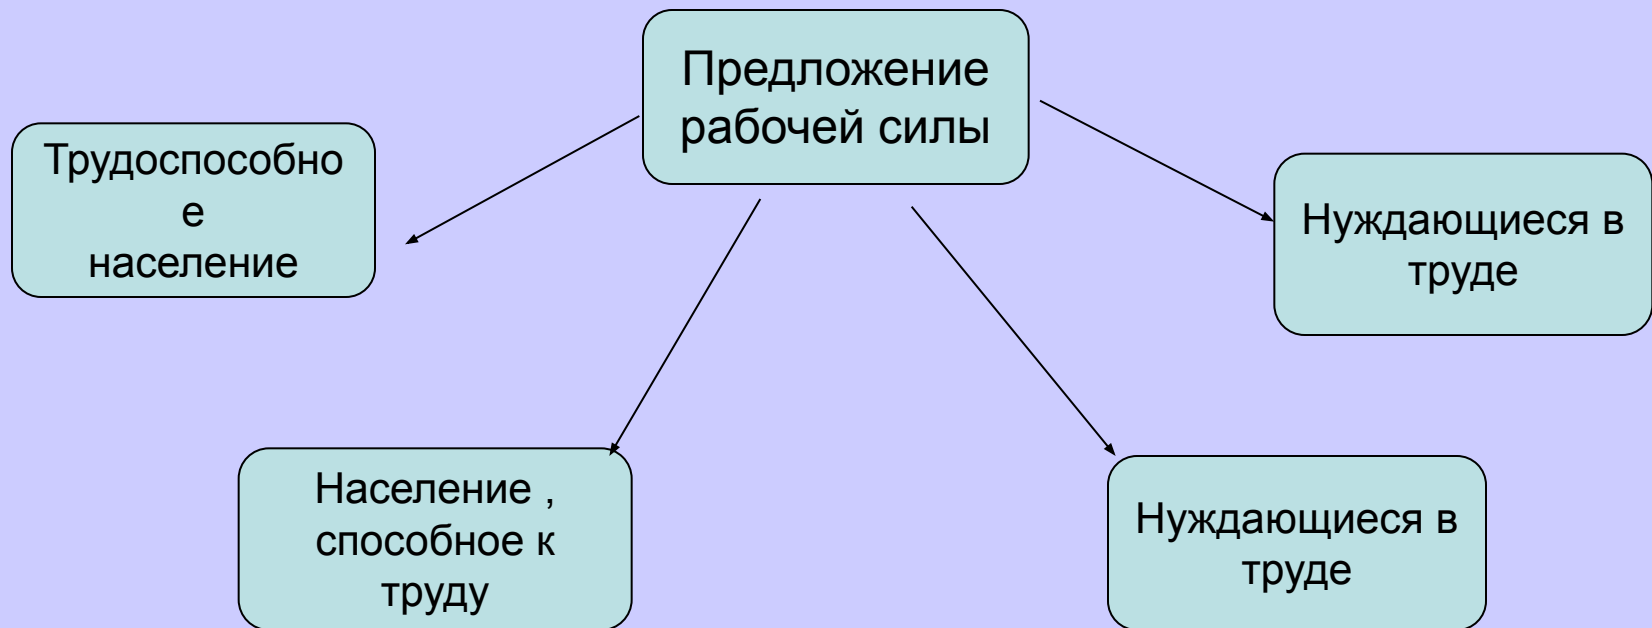 Предложение
рабочей силы
Трудоспособно
е
население
Нуждающиеся в
труде
Население ,
способное к
труду
Нуждающиеся в
труде